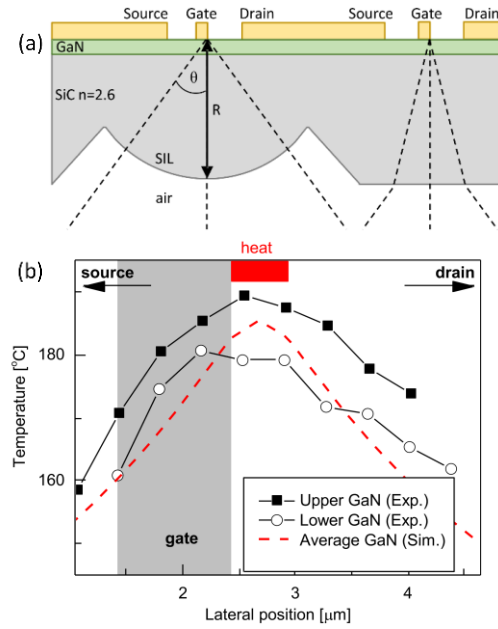 Source Gate Drain Source Gate Drain
(a)
GaN
SiC n=2.6
θ
R
SIL
air
heat
(b)
source
drain
Temperature [°C]
180
160
gate
Upper GaN (Exp.)
Lower GaN (Exp.)
Average GaN (Sim.)
2 3 4
Lateral position [μm]